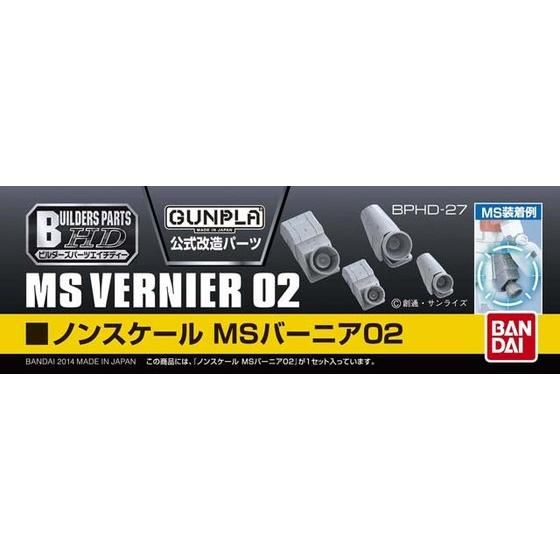 BUILDERS PARTS
HD
ビルダーズパーツエイチディー
GUNPLA
MADE IN JAPAN
公式改造パーツ
BPHD-27
MS装着例
MS VERNIER 02
©創通・サンライズ
■ノンスケール MSバーニア02
BAN
DAI
BANDAI 2014 MADE IN JAPAN この商品には、「ノンスケール MSバーニア02」が1セット入っています。